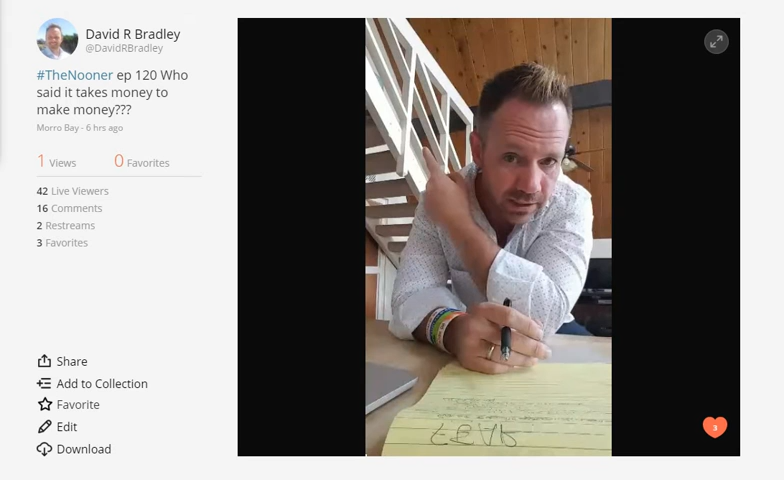 David R Bradley
@DavidRBradley
#TheNooner ep 120 Who
said it takes money to
make money???
Morro Bay - 6 hrs ago
1 Views 0 Favorites
42 Live Viewers
16 Comments
2 Restreams
3 Favorites
Share
Add to Collection
Favorite
Edit
Download
3